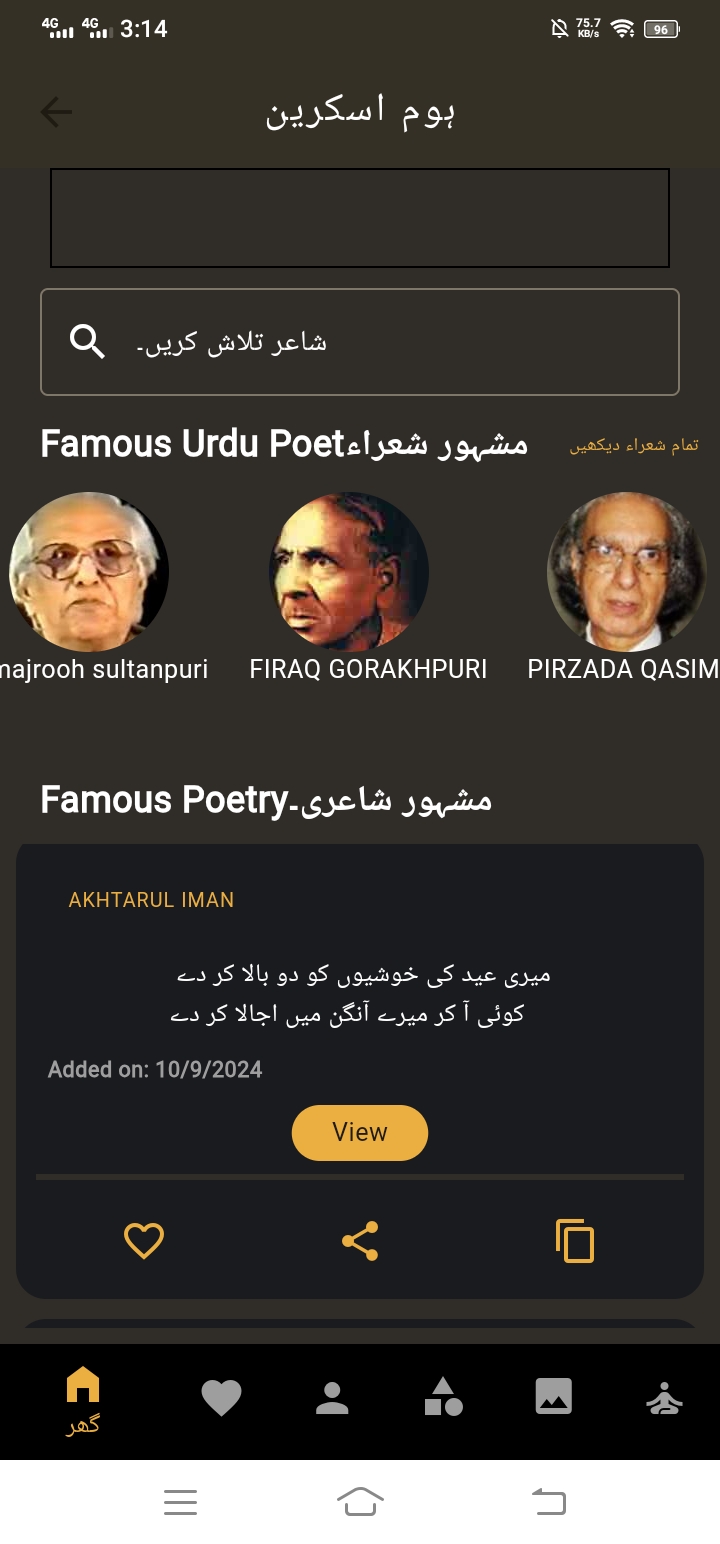 4G 4G 3:14 75.7 KB/s 96
ہوم اسکرین
شاعر تلاش کریں۔
Famous Urdu Poetمشہور شعراء
تمام شعراء دیکھیں
majrooh sultanpuri
FIRAQ GORAKHPURI
PIRZADA QASIM
Famous Poetry۔مشہور شاعری
AKHTARUL IMAN
میری عید کی خوشیوں کو دو بالا کر دے
کوئی آ کر میرے آنگن میں اجالا کر دے
Added on: 10/9/2024
View
گھر